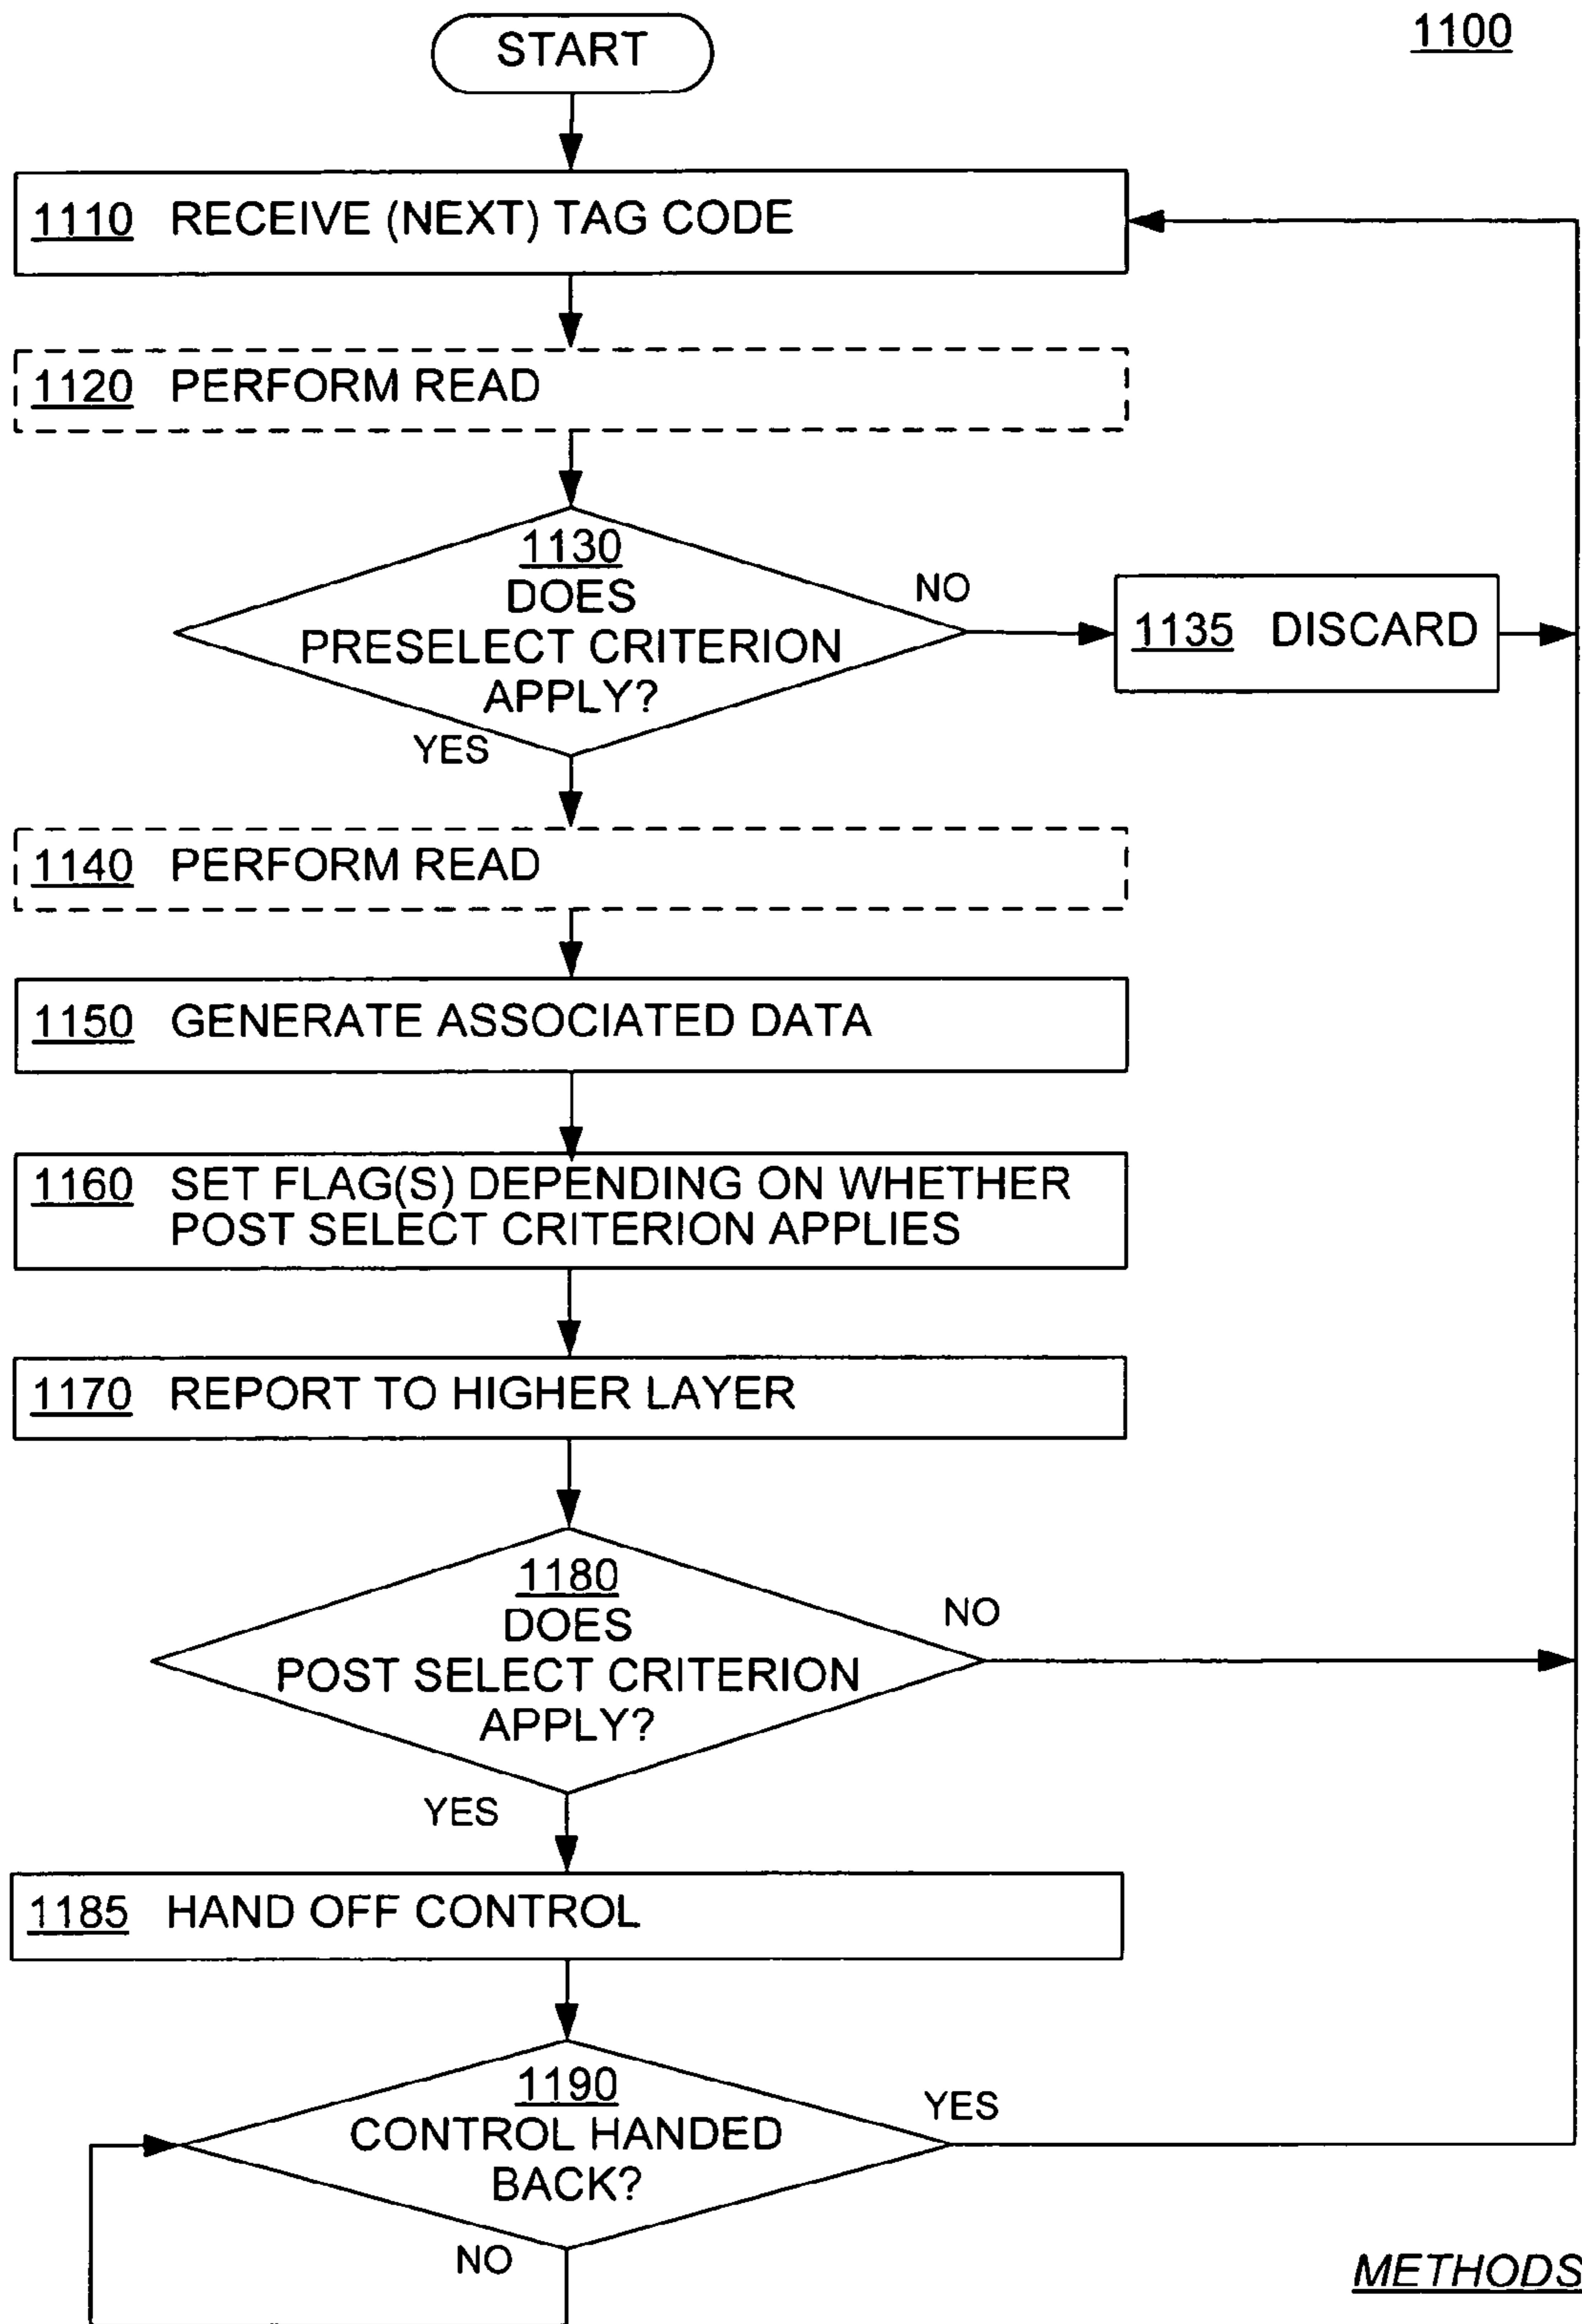 START
1100
1110 RECEIVE (NEXT) TAG CODE
1120 PERFORM READ
1130
DOES
PRESELECT CRITERION
APPLY?
NO
1135 DISCARD
YES
1140 PERFORM READ
1150 GENERATE ASSOCIATED DATA
1160 SET FLAG(S) DEPENDING ON WHETHER
POST SELECT CRITERION APPLIES
1170 REPORT TO HIGHER LAYER
1180
DOES
POST SELECT CRITERION
APPLY?
NO
YES
1185 HAND OFF CONTROL
1190
CONTROL HANDED
BACK?
YES
NO
METHODS